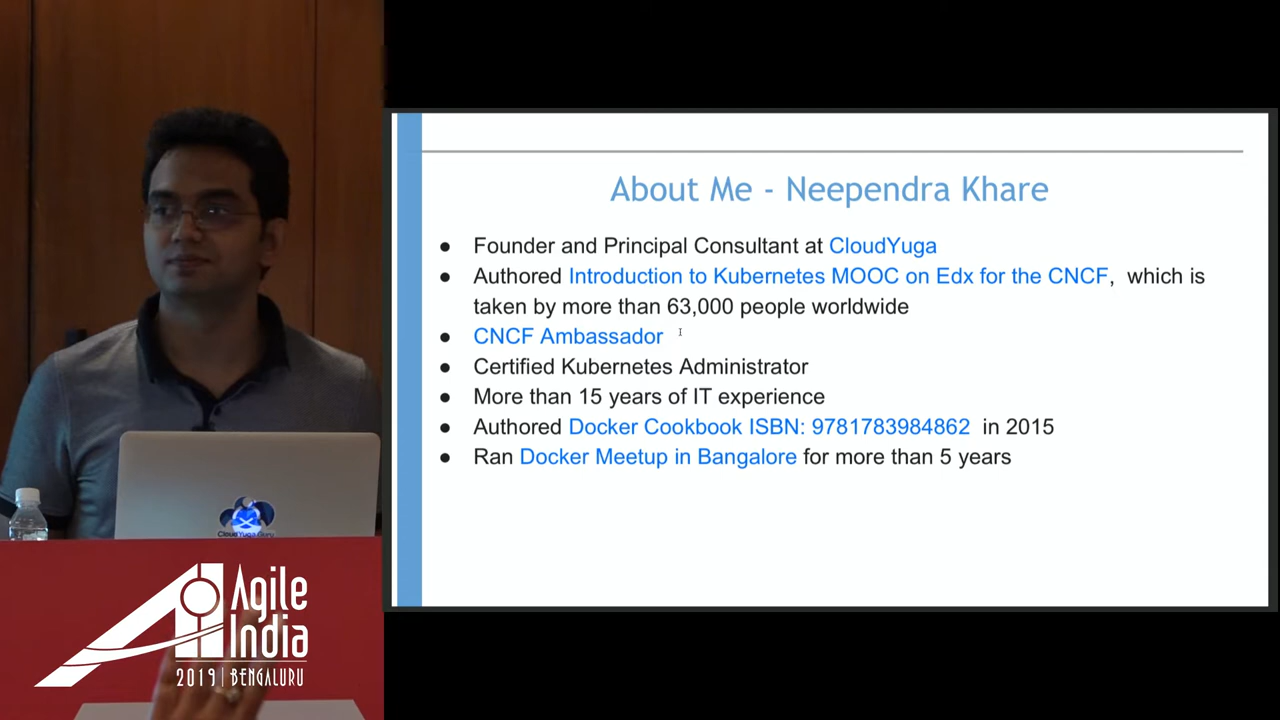 About Me - Neependra Khare
● Founder and Principal Consultant at CloudYuga
● Authored Introduction to Kubernetes MOOC on Edx for the CNCF, which is
taken by more than 63,000 people worldwide
● CNCF Ambassador
● Certified Kubernetes Administrator
● More than 15 years of IT experience
● Authored Docker Cookbook ISBN: 9781783984862 in 2015
● Ran Docker Meetup in Bangalore for more than 5 years
CloudYuga Guru
Agile
India
2019 | BENGALURU